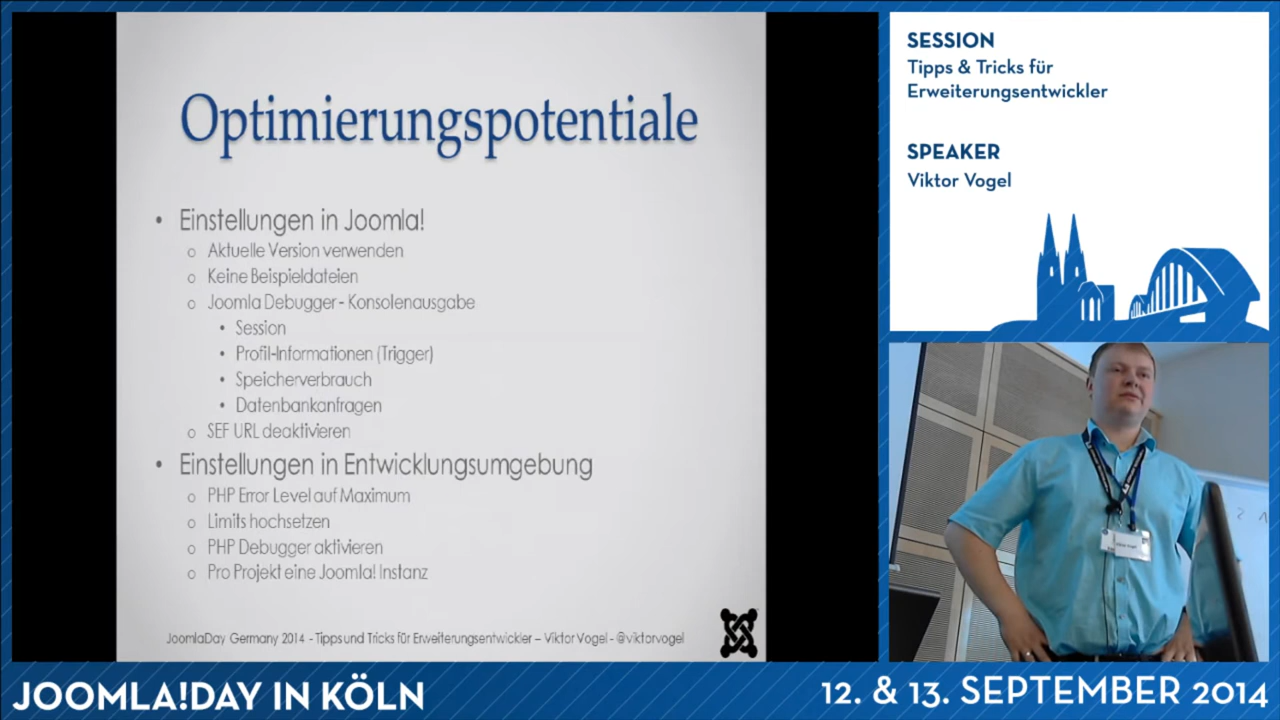 Optimierungspotentiale
• Einstellungen in Joomla!
o Aktuelle Version verwenden
o Keine Beispieldateien
o Joomla Debugger - Konsolenausgabe
• Session
• Profil-Informationen (Trigger)
• Speicherverbrauch
• Datenbankanfragen
o SEF URL deaktivieren
• Einstellungen in Entwicklungsumgebung
o PHP Error Level auf Maximum
o Limits hochsetzen
o PHP Debugger aktivieren
o Pro Projekt eine Joomla! Instanz
JoomlaDay Germany 2014 - Tipps und Tricks für Erweiterungsentwickler – Viktor Vogel - @viktorvogel
SESSION
Tipps & Tricks für
Erweiterungsentwickler
SPEAKER
Viktor Vogel
JOOMLA!DAY IN KÖLN
12. & 13. SEPTEMBER 2014